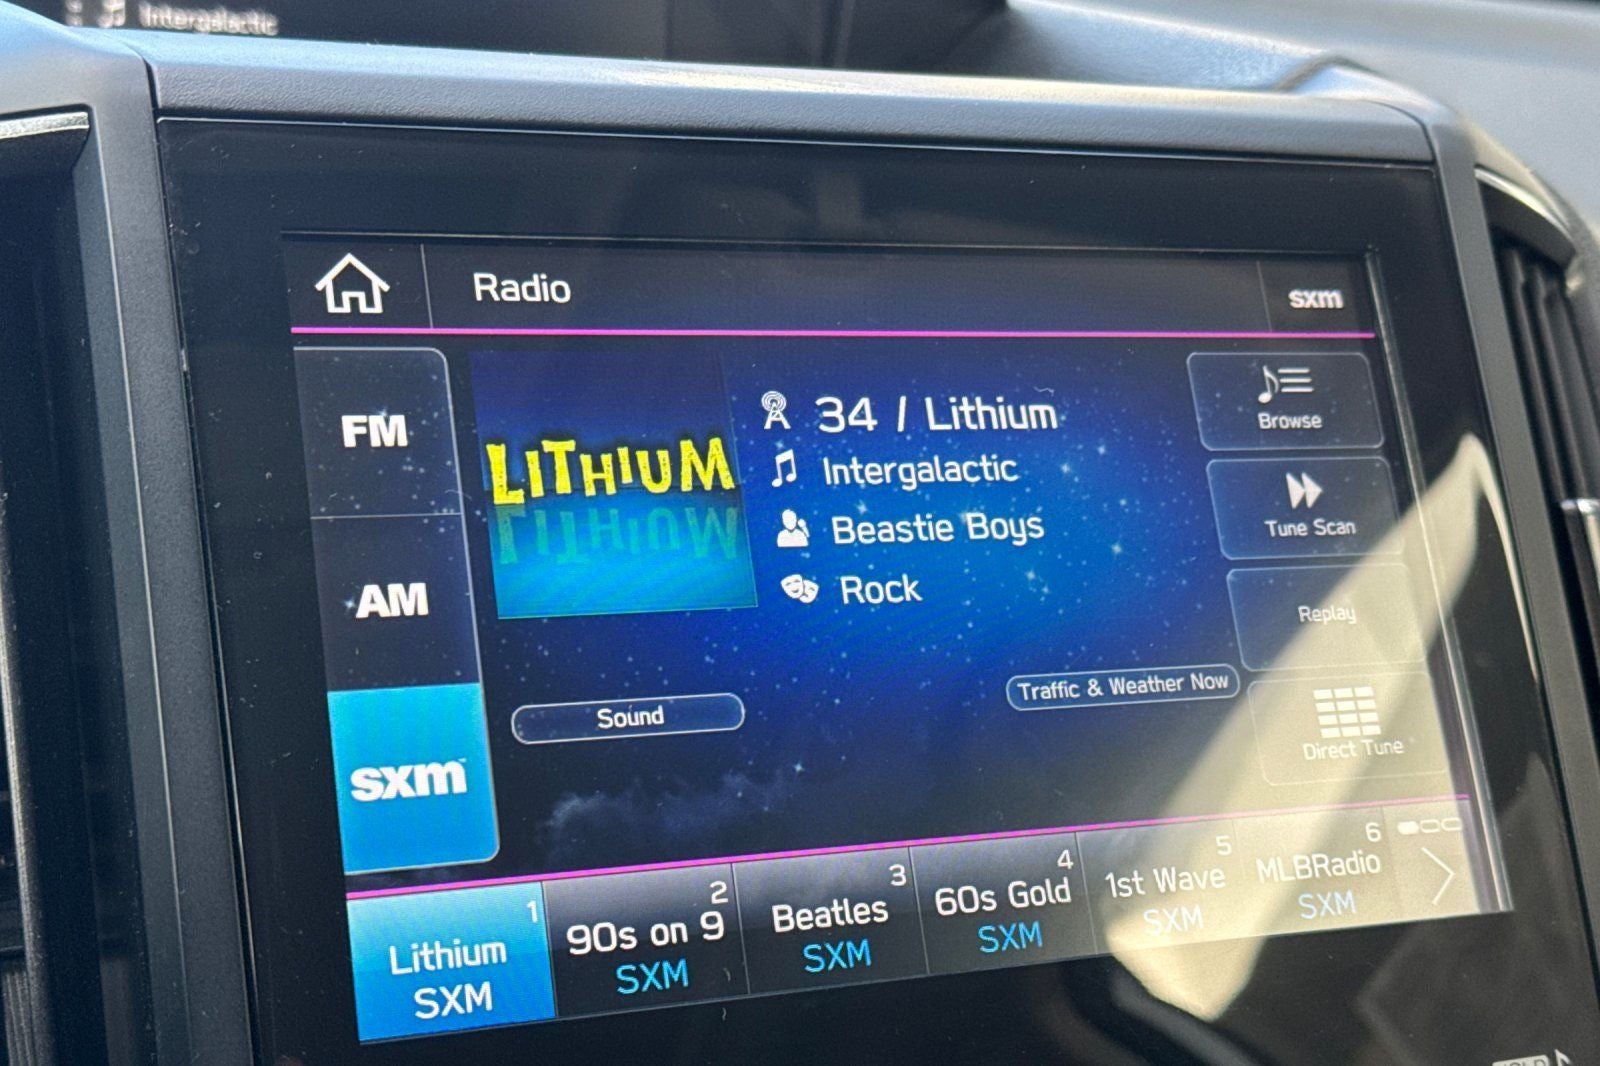 Intergalactic
Radio
sxm
FM
AM
sxm
LITHIUM
34 / Lithium
Intergalactic
Beastie Boys
Rock
Browse
Tune Scan
Replay
Direct Tune
Sound
Traffic & Weather Now
1
Lithium
SXM
2
90s on 9
SXM
3
Beatles
SXM
4
60s Gold
SXM
5
1st Wave
SXM
6
MLBRadio
SXM